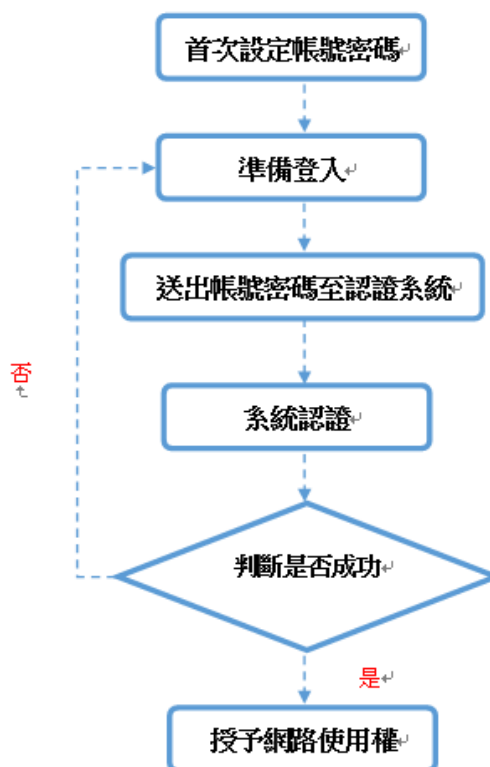 首次設定帳號密碼
準備登入
送出帳號密碼至認證系統
否
系統認證
判斷是否成功
是
授予網路使用權